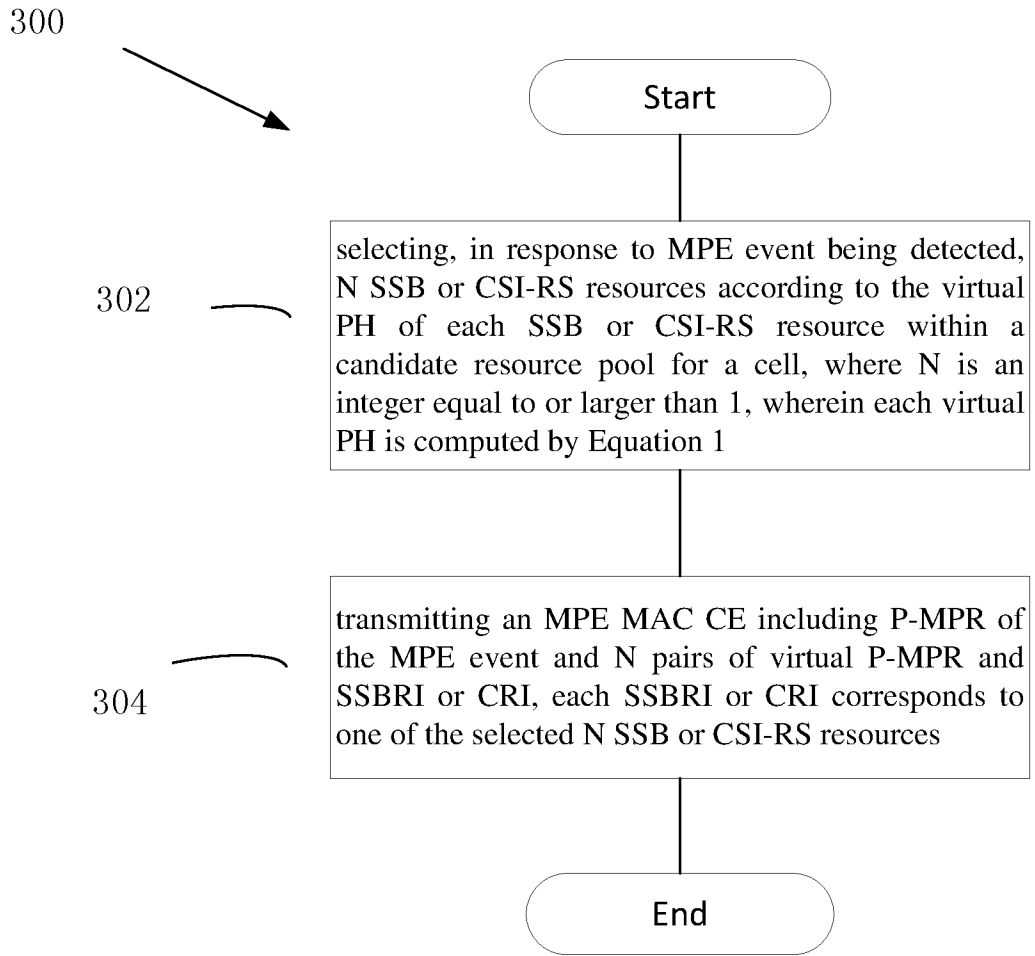 300
Start
302
selecting, in response to MPE event being detected,
N SSB or CSI-RS resources according to the virtual
PH of each SSB or CSI-RS resource within a
candidate resource pool for a cell, where N is an
integer equal to or larger than 1, wherein each virtual
PH is computed by Equation 1
304
transmitting an MPE MAC CE including P-MPR of
the MPE event and N pairs of virtual P-MPR and
SSBRI or CRI, each SSBRI or CRI corresponds to
one of the selected N SSB or CSI-RS resources
End